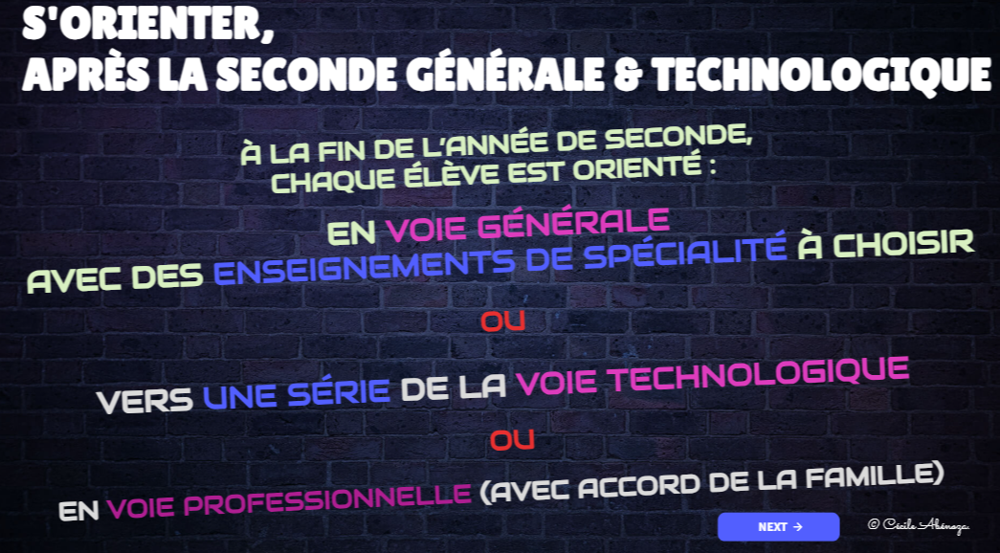 S'ORIENTER,
APRÈS LA SECONDE GÉNÉRALE & TECHNOLOGIQUE
À LA FIN DE L'ANNÉE DE SECONDE,
CHAQUE ÉLÈVE EST ORIENTÉ :
EN VOIE GÉNÉRALE
AVEC DES ENSEIGNEMENTS DE SPÉCIALITÉ À CHOISIR
OU
VERS UNE SÉRIE DE LA VOIE TECHNOLOGIQUE
OU
EN VOIE PROFESSIONNELLE (AVEC ACCORD DE LA FAMILLE)
NEXT →
© Cécile Abénoza.